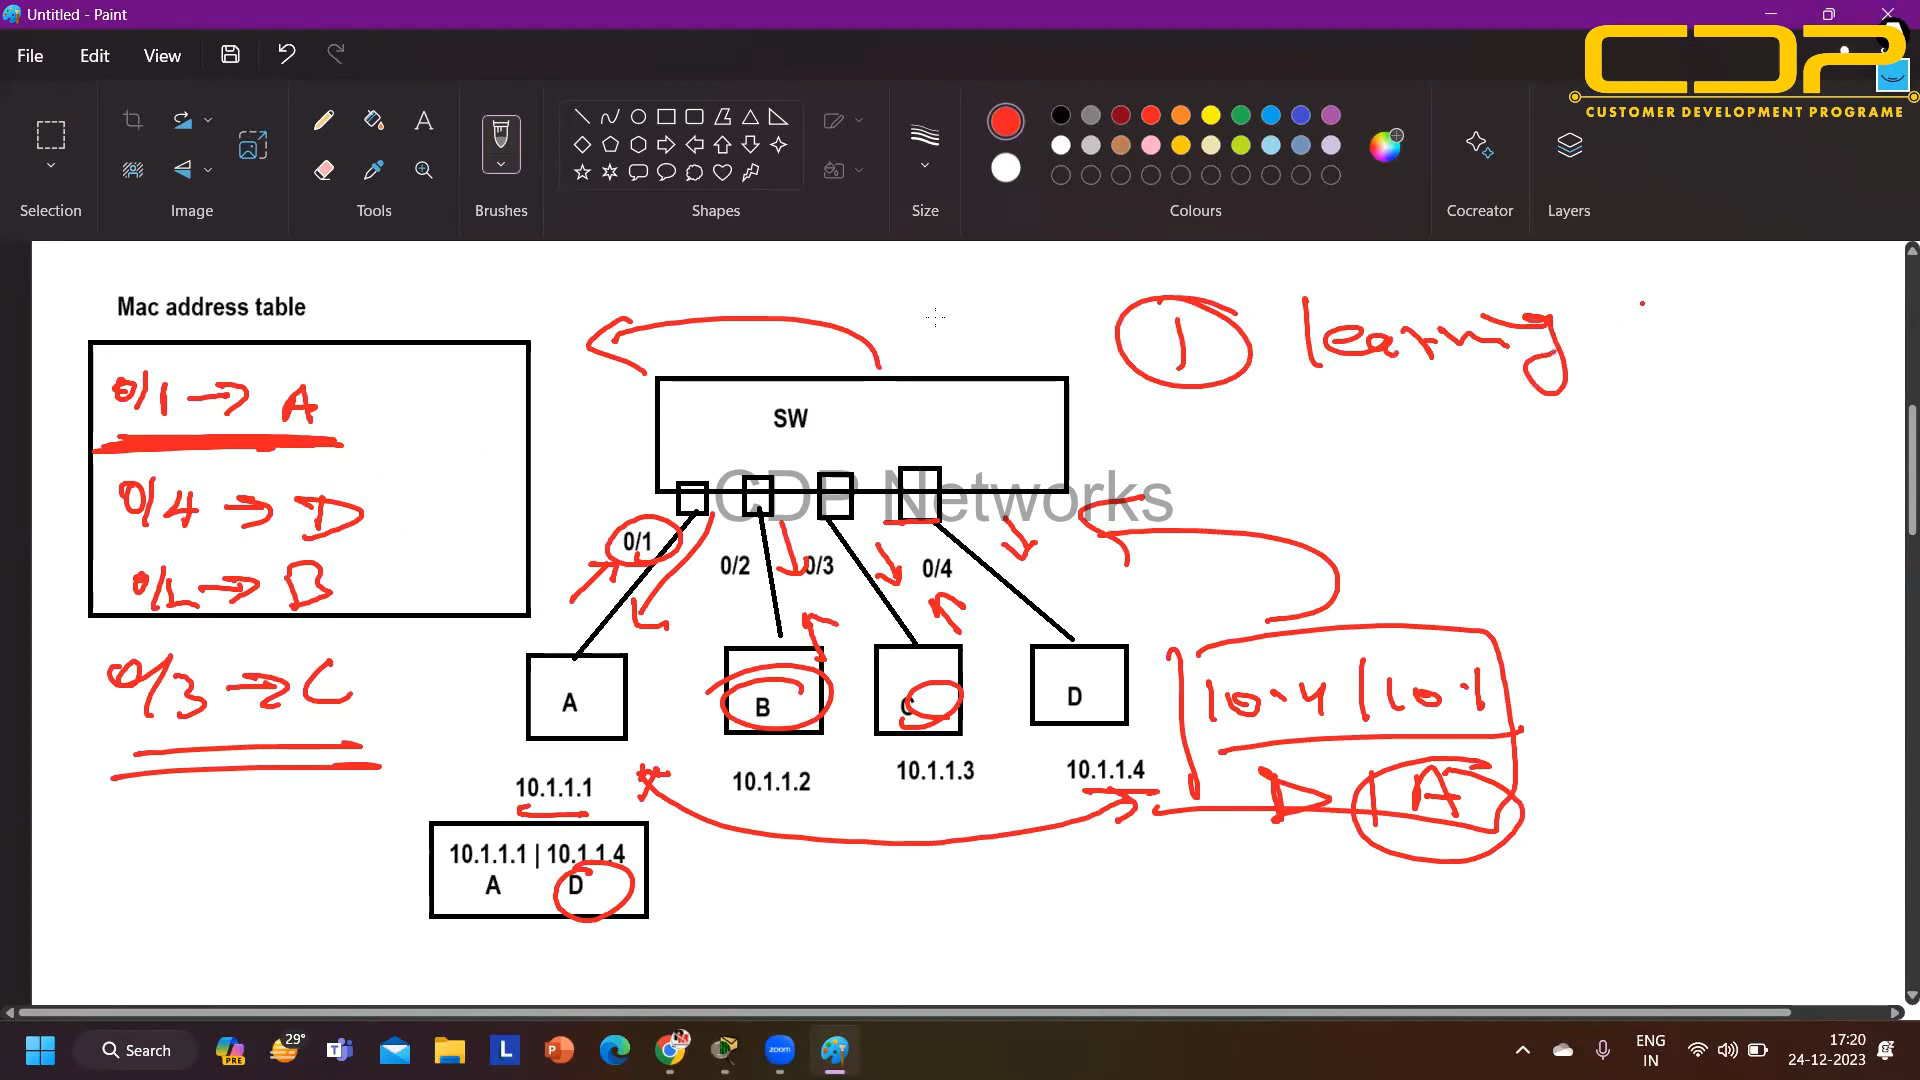 Untitled - Paint
File Edit View
CDP
CUSTOMER DEVELOPMENT PROGRAME
Selection Image Tools Brushes Shapes Size Colours Cocreator Layers
Mac address table
① learning
0/1 → A
0/4 → D
0/2 → B
0/3 → C
SW
CDP Networks
0/1 0/2 0/3 0/4
A B C D
10.1.1.1 10.1.1.2 10.1.1.3 10.1.1.4
10.4 | 10.1
D | A
10.1.1.1 | 10.1.1.4
A D
PRE 29° Search L P zoom
ENG
IN
17:20
24-12-2023